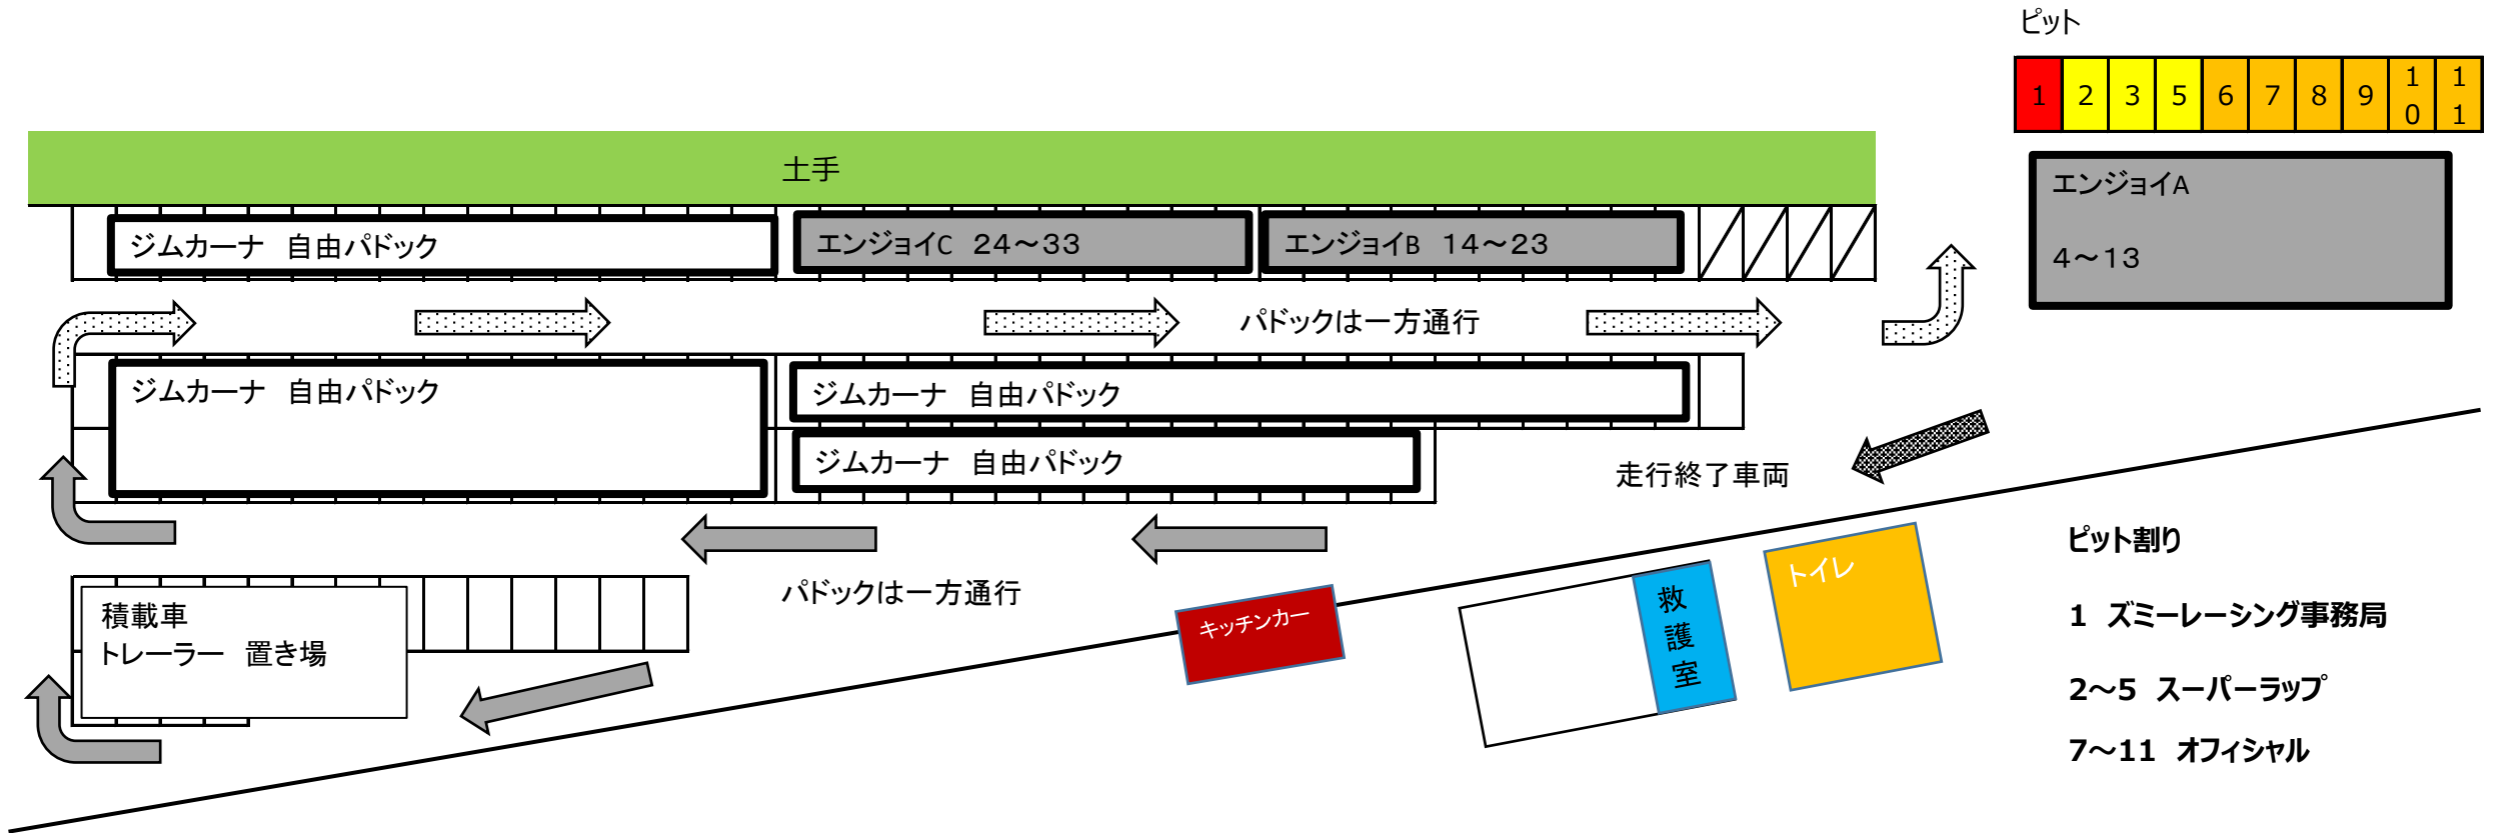 ピット
1 2 3 5 6 7 8 9 10 11
土手
エンジョイA
4～13
ジムカーナ　自由パドック
エンジョイC　24～33
エンジョイB　14～23
パドックは一方通行
ジムカーナ　自由パドック
ジムカーナ　自由パドック
ジムカーナ　自由パドック
走行終了車両
パドックは一方通行
積載車
トレーラー　置き場
キッチンカー
救護室
トイレ
ピット割り
1　ズミーレーシング事務局
2～5　スーパーラップ
7～11　オフィシャル